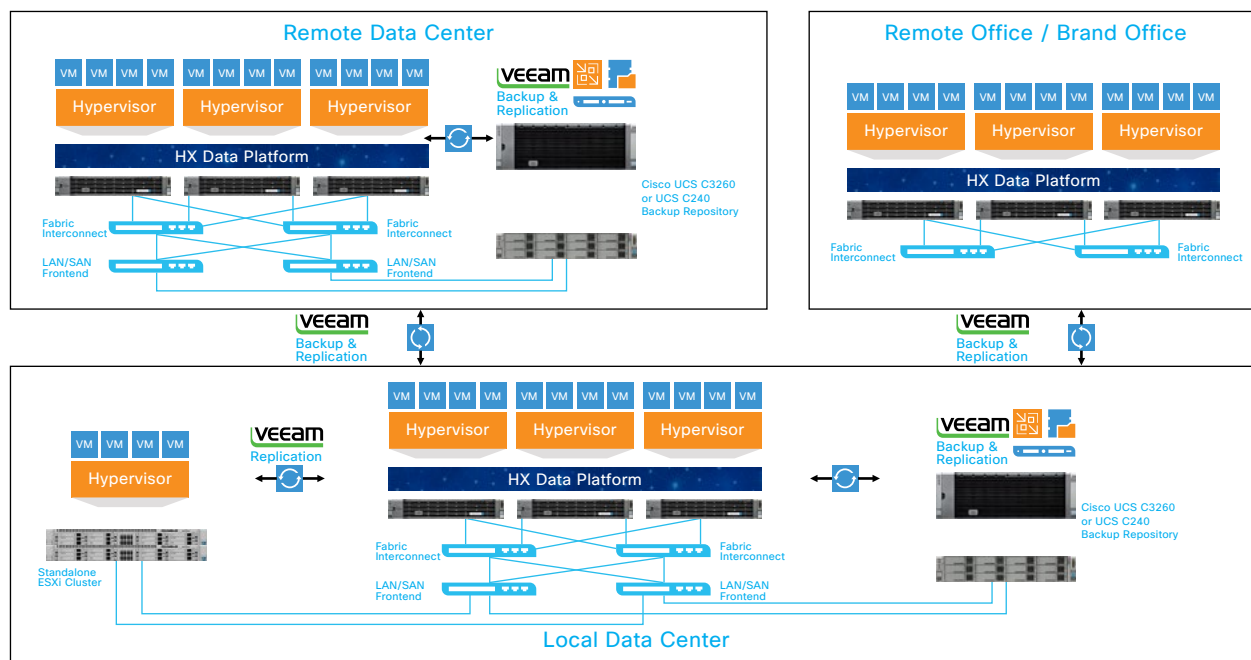 Remote Data Center
VM VM VM VM VM VM VM VM VM VM VM VM
Hypervisor Hypervisor Hypervisor
HX Data Platform
Fabric
Interconnect
Fabric
Interconnect
LAN/SAN
Frontend
LAN/SAN
Frontend
veeam
Backup &
Replication
Cisco UCS C3260
or UCS C240
Backup Repository
Remote Office / Brand Office
VM VM VM VM VM VM VM VM VM VM VM VM
Hypervisor Hypervisor Hypervisor
HX Data Platform
Fabric
Interconnect
Fabric
Interconnect
veeam
Backup &
Replication
veeam
Backup &
Replication
VM VM VM VM
Hypervisor
Standalone
ESXi Cluster
veeam
Replication
VM VM VM VM VM VM VM VM VM VM VM VM
Hypervisor Hypervisor Hypervisor
HX Data Platform
Fabric
Interconnect
Fabric
Interconnect
LAN/SAN
Frontend
LAN/SAN
Frontend
veeam
Backup &
Replication
Cisco UCS C3260
or UCS C240
Backup Repository
Local Data Center